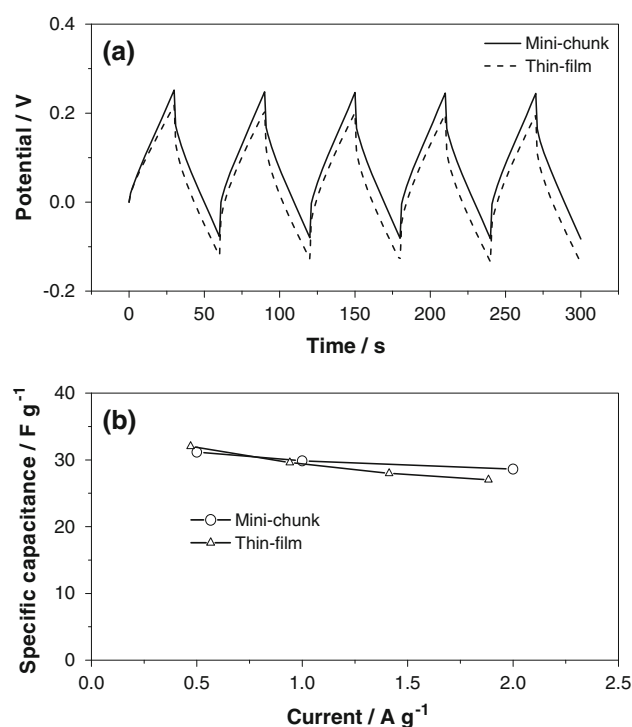 (a)
Mini-chunk
Thin-film
Potential / V
0.4
0.2
0.0
-0.2
0 50 100 150 200 250 300
Time / s
(b)
Mini-chunk
Thin-film
Specific capacitance / F g-1
40
30
20
10
0
0.0 0.5 1.0 1.5 2.0 2.5
Current / A g-1